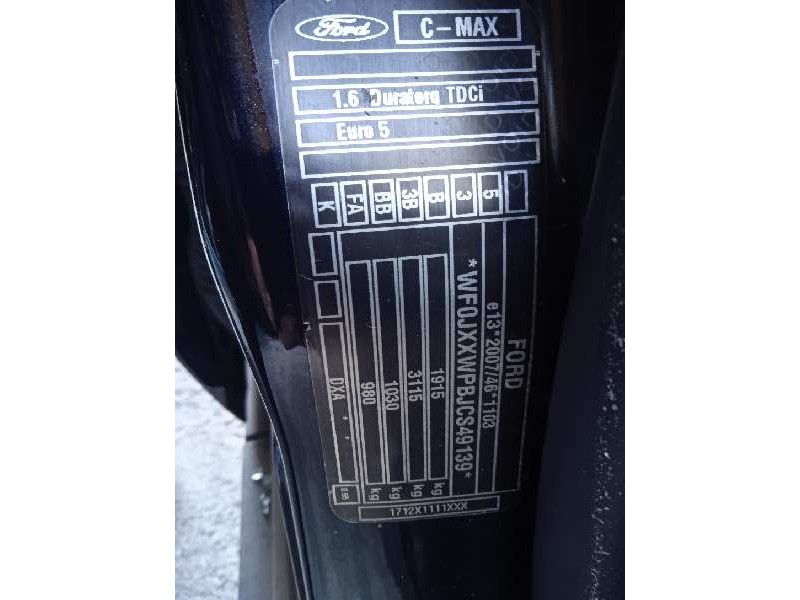 Ford C-MAX
1.6 Duratorq TDCi
Euro 5
K FA BB 3B B 3 5
FORD
e13*2007/46*1103
*WF0JXXWPBJCS49139*
1915 kg
3115 kg
1030 kg
980 kg
DXA * *
1712X1111XXX